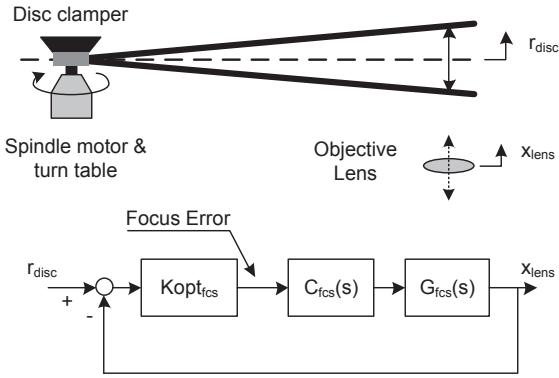 Disc clamper
r_disc
Spindle motor &
turn table
Objective
Lens
x_lens
Focus Error
r_disc
+
-
Kopt_fcs
C_fcs(s)
G_fcs(s)
x_lens